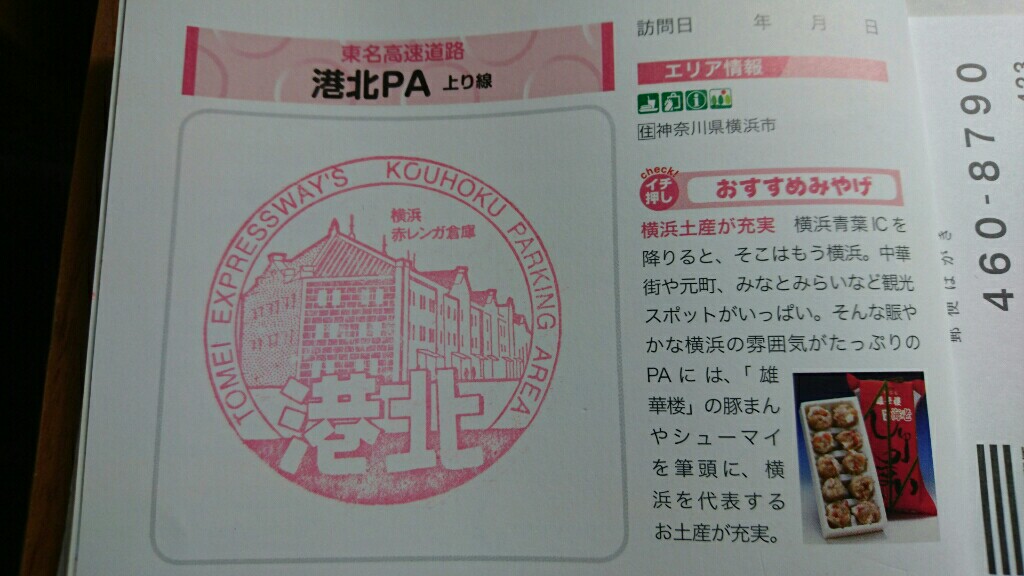 東名高速道路
港北PA 上り線
TOMEI EXPRESSWAY'S KOUHOKU PARKING AREA
横浜
赤レンガ倉庫
港北
訪問日 年 月 日
エリア情報
住神奈川県横浜市
check!
イチ
押し
おすすめみやげ
横浜土産が充実 横浜青葉ICを
降りると、そこはもう横浜。中華
街や元町、みなとみらいなど観光
スポットがいっぱい。そんな賑や
かな横浜の雰囲気がたっぷりの
PAには、「雄
華楼」の豚まん
やシューマイ
を筆頭に、横
浜を代表する
お土産が充実。
郵便はがき
460-8790